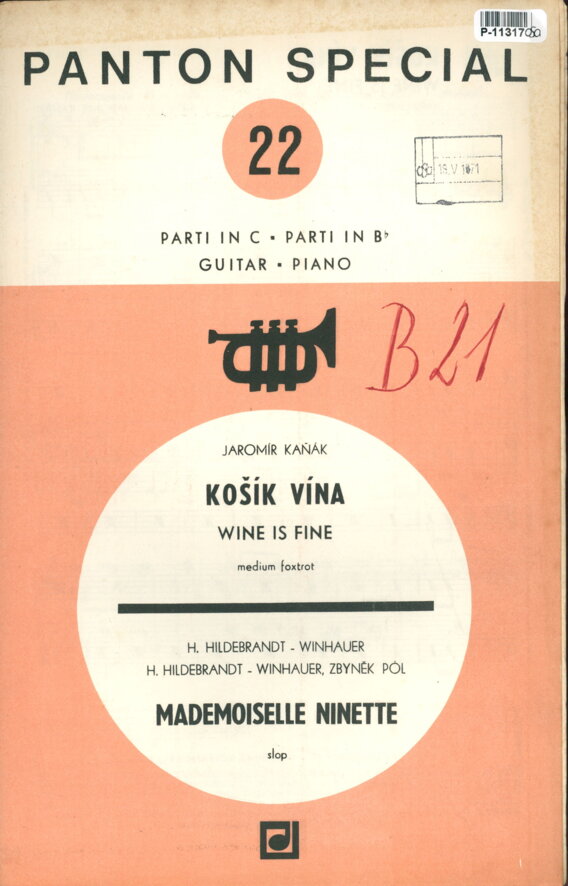 P-11317
PANTON SPECIAL
22
PARTI IN C ▪ PARTI IN B♭
GUITAR ▪ PIANO
B21
JAROMÍR KAŇÁK
KOŠÍK VÍNA
WINE IS FINE
medium foxtrot
H. HILDEBRANDT - WINHAUER
H. HILDEBRANDT - WINHAUER, ZBYNĚK PÓL
MADEMOISELLE NINETTE
slop